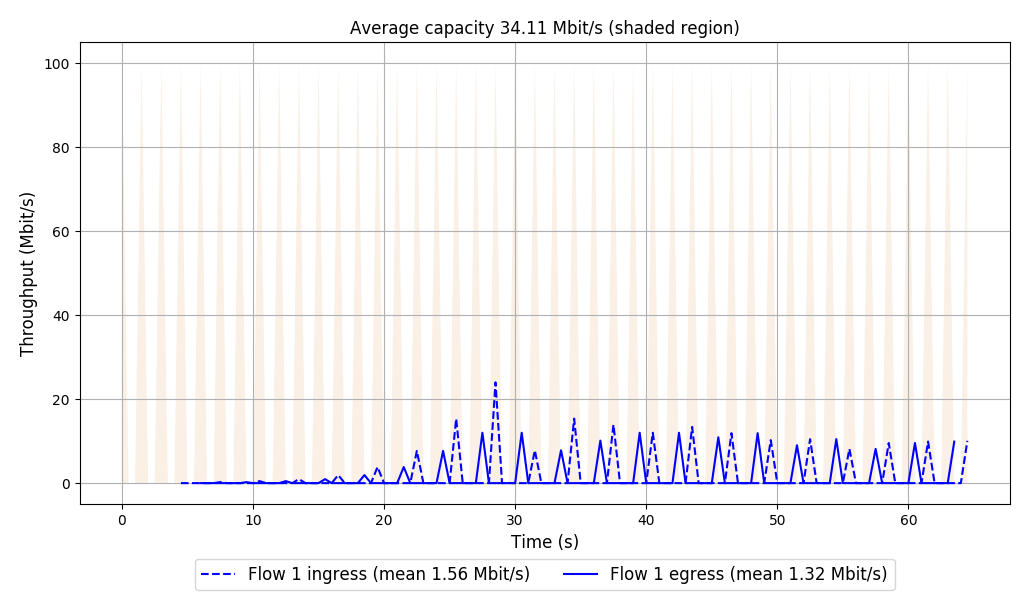 Average capacity 34.11 Mbit/s (shaded region)
Throughput (Mbit/s)
100
80
60
40
20
0
0 10 20 30 40 50 60
Time (s)
Flow 1 ingress (mean 1.56 Mbit/s) Flow 1 egress (mean 1.32 Mbit/s)